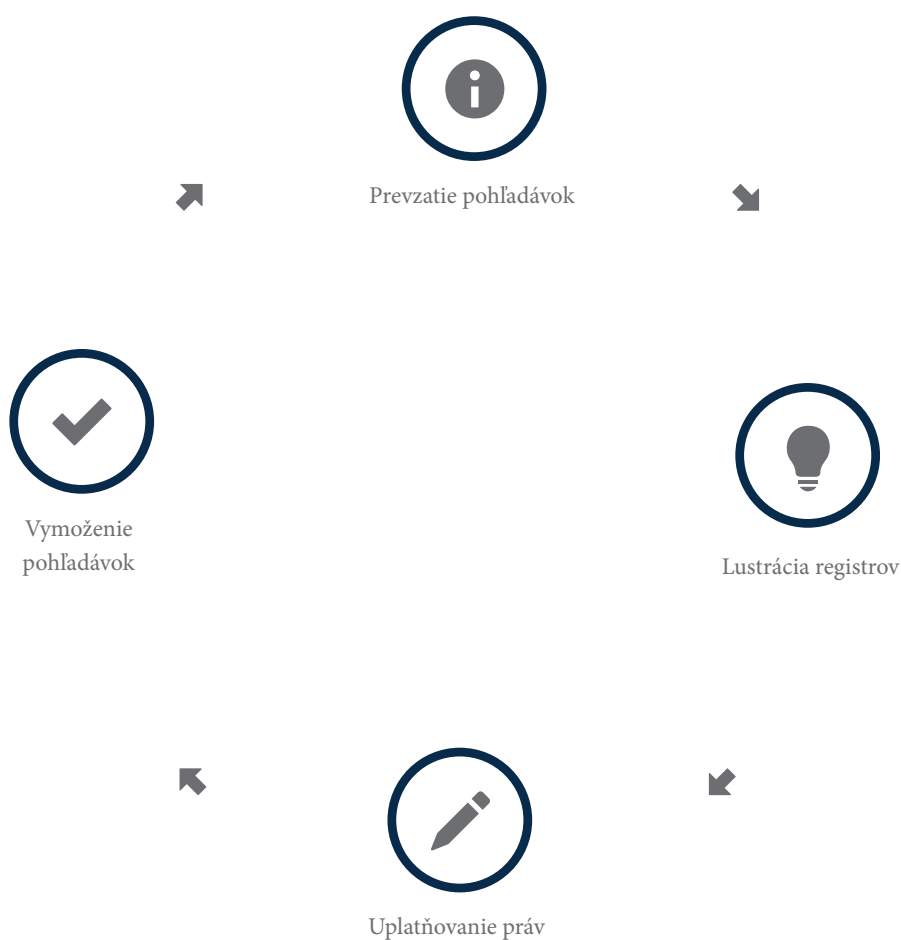 Prevzatie pohľadávok
Vymoženie
pohľadávok
Lustrácia registrov
Uplatňovanie práv